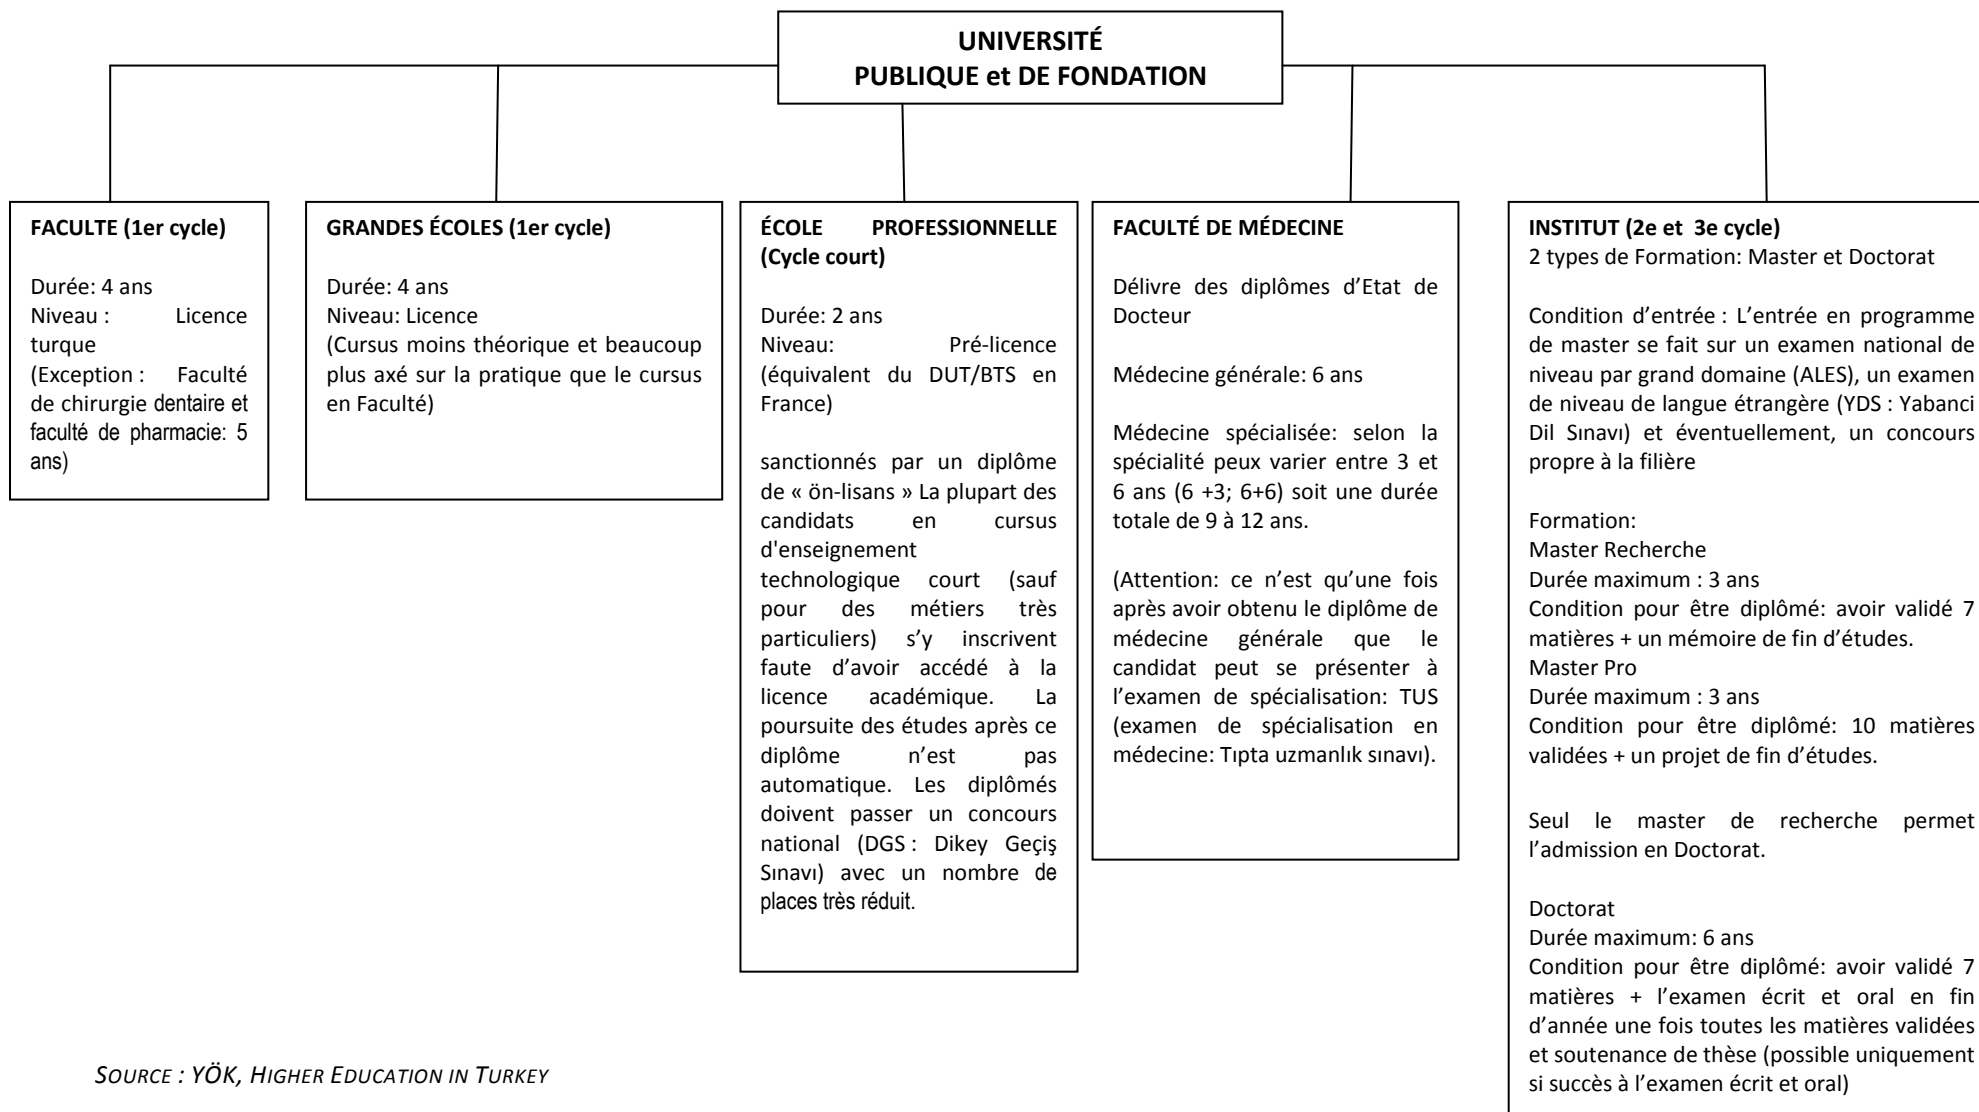 UNIVERSITÉ
PUBLIQUE et DE FONDATION
FACULTE (1er cycle)
Durée: 4 ans
Niveau : Licence
turque
(Exception : Faculté
de chirurgie dentaire et
faculté de pharmacie: 5
ans)
GRANDES ÉCOLES (1er cycle)
Durée: 4 ans
Niveau: Licence
(Cursus moins théorique et beaucoup
plus axé sur la pratique que le cursus
en Faculté)
ÉCOLE PROFESSIONNELLE
(Cycle court)
Durée: 2 ans
Niveau: Pré-licence
(équivalent du DUT/BTS en
France)
sanctionnés par un diplôme
de « ön-lisans » La plupart des
candidats en cursus
d'enseignement
technologique court (sauf
pour des métiers très
particuliers) s’y inscrivent
faute d’avoir accédé à la
licence académique. La
poursuite des études après ce
diplôme n’est pas
automatique. Les diplômés
doivent passer un concours
national (DGS : Dikey Geçiş
Sınavı) avec un nombre de
places très réduit.
FACULTÉ DE MÉDECINE
Délivre des diplômes d’Etat de
Docteur
Médecine générale: 6 ans
Médecine spécialisée: selon la
spécialité peux varier entre 3 et
6 ans (6 +3; 6+6) soit une durée
totale de 9 à 12 ans.
(Attention: ce n’est qu’une fois
après avoir obtenu le diplôme de
médecine générale que le
candidat peut se présenter à
l’examen de spécialisation: TUS
(examen de spécialisation en
médecine: Tıpta uzmanlık sınavı).
INSTITUT (2e et 3e cycle)
2 types de Formation: Master et Doctorat
Condition d’entrée : L’entrée en programme
de master se fait sur un examen national de
niveau par grand domaine (ALES), un examen
de niveau de langue étrangère (YDS : Yabanci
Dil Sınavı) et éventuellement, un concours
propre à la filière
Formation:
Master Recherche
Durée maximum : 3 ans
Condition pour être diplômé: avoir validé 7
matières + un mémoire de fin d’études.
Master Pro
Durée maximum : 3 ans
Condition pour être diplômé: 10 matières
validées + un projet de fin d’études.
Seul le master de recherche permet
l’admission en Doctorat.
Doctorat
Durée maximum: 6 ans
Condition pour être diplômé: avoir validé 7
matières + l’examen écrit et oral en fin
d’année une fois toutes les matières validées
et soutenance de thèse (possible uniquement
si succès à l’examen écrit et oral)
SOURCE : YÖK, HIGHER EDUCATION IN TURKEY